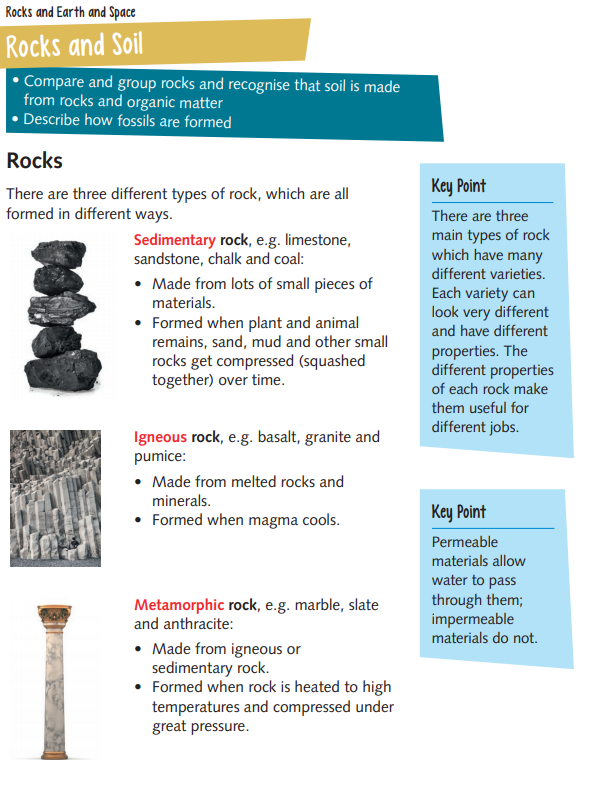 Rocks and Earth and Space
Rocks and Soil
• Compare and group rocks and recognise that soil is made
from rocks and organic matter
• Describe how fossils are formed
Rocks
There are three different types of rock, which are all
formed in different ways.
Sedimentary rock, e.g. limestone,
sandstone, chalk and coal:
• Made from lots of small pieces of
materials.
• Formed when plant and animal
remains, sand, mud and other small
rocks get compressed (squashed
together) over time.
Igneous rock, e.g. basalt, granite and
pumice:
• Made from melted rocks and
minerals.
• Formed when magma cools.
Metamorphic rock, e.g. marble, slate
and anthracite:
• Made from igneous or
sedimentary rock.
• Formed when rock is heated to high
temperatures and compressed under
great pressure.
Key Point
There are three
main types of rock
which have many
different varieties.
Each variety can
look very different
and have different
properties. The
different properties
of each rock make
them useful for
different jobs.
Key Point
Permeable
materials allow
water to pass
through them;
impermeable
materials do not.